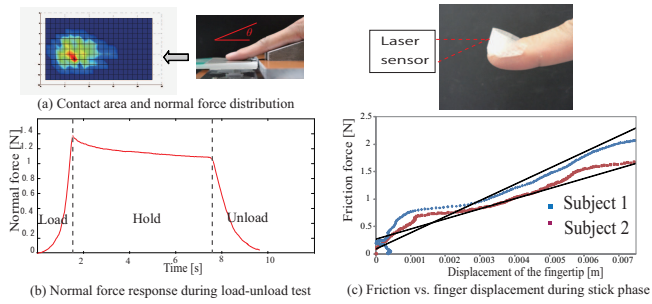 θ
Laser
sensor
(a) Contact area and normal force distribution
Normal force [N]
1.4
1.2
1
0.8
0.6
0.4
0.2
0
Load
Hold
Unload
2
4
6
8
10
Time [s]
(b) Normal force response during load-unload test
Friction force [N]
2.5
2
1.5
1
0.5
0
Subject 1
Subject 2
0
0.001
0.002
0.003
0.004
0.005
0.006
0.007
Displacement of the fingertip [m]
(c) Friction vs. finger displacement during stick phase